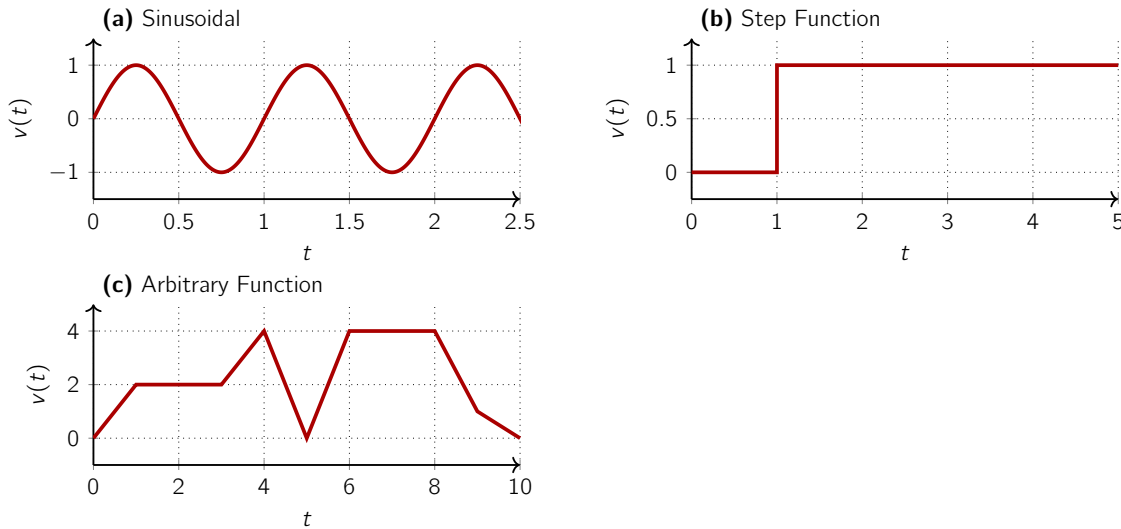 (a) Sinusoidal
1
0
−1
v(t)
0 0.5 1 1.5 2 2.5
t
(b) Step Function
1
0.5
0
v(t)
0 1 2 3 4 5
t
(c) Arbitrary Function
4
2
0
v(t)
0 2 4 6 8 10
t